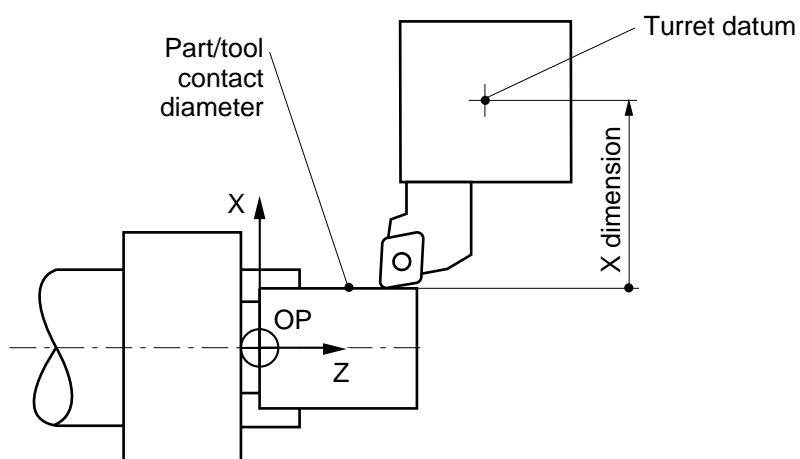 Part/tool
contact
diameter
Turret datum
X
X dimension
OP
Z